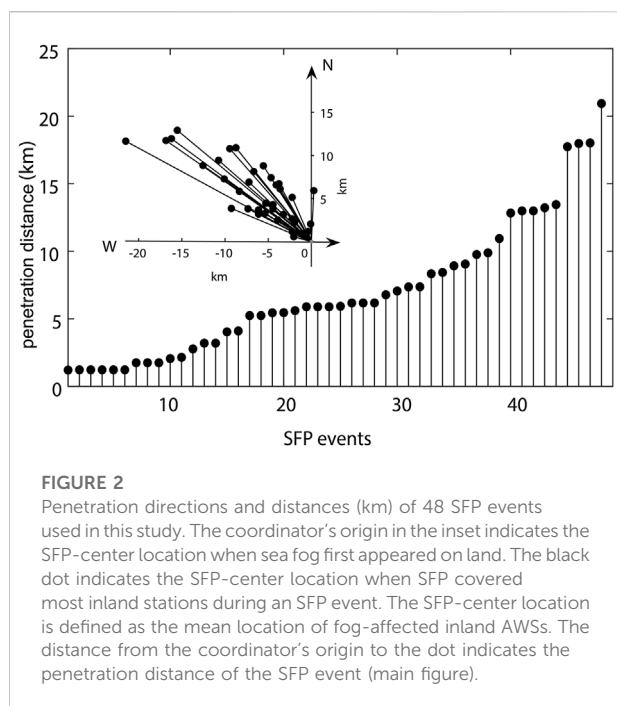 25
20
15
10
5
0
penetration distance (km)
N
15
10
5
km
W
-20
-15
-10
-5
0
km
10
20
30
40
SFP events
FIGURE 2
Penetration directions and distances (km) of 48 SFP events
used in this study. The coordinator's origin in the inset indicates the
SFP-center location when sea fog first appeared on land. The black
dot indicates the SFP-center location when SFP covered
most inland stations during an SFP event. The SFP-center location
is defined as the mean location of fog-affected inland AWSs. The
distance from the coordinator's origin to the dot indicates the
penetration distance of the SFP event (main figure).